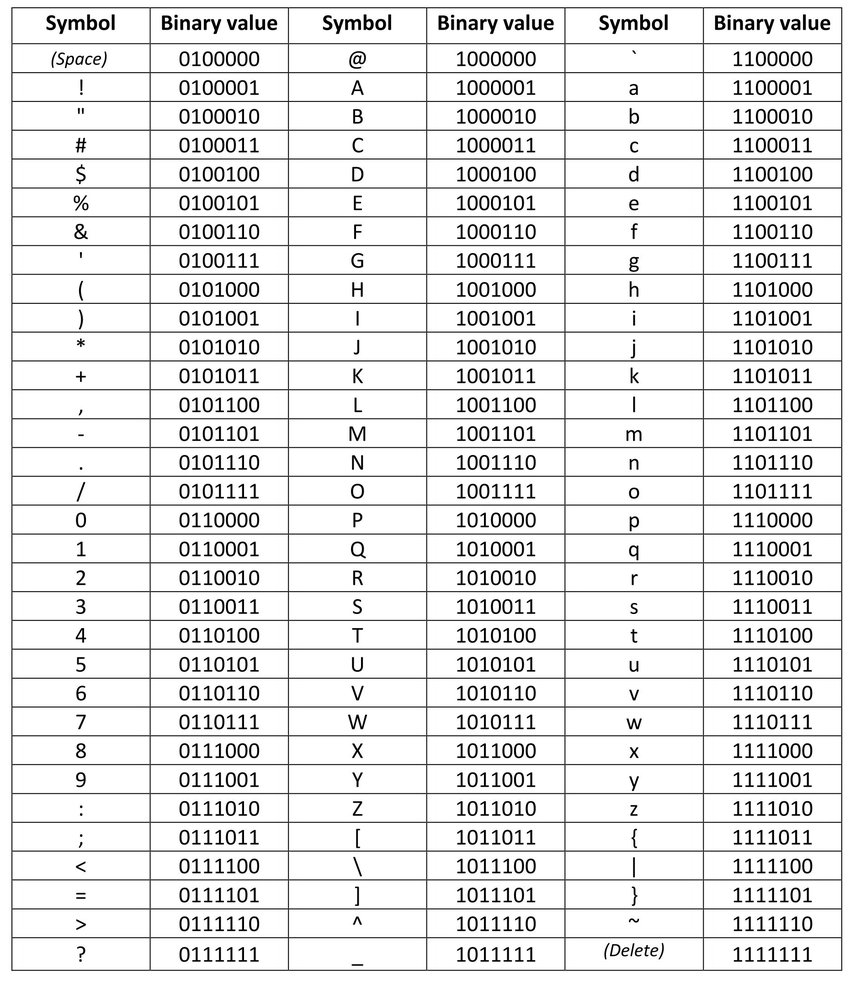 Symbol Binary value Symbol Binary value Symbol Binary value
(Space) 0100000 @ 1000000 ` 1100000
! 0100001 A 1000001 a 1100001
" 0100010 B 1000010 b 1100010
# 0100011 C 1000011 c 1100011
$ 0100100 D 1000100 d 1100100
% 0100101 E 1000101 e 1100101
& 0100110 F 1000110 f 1100110
' 0100111 G 1000111 g 1100111
( 0101000 H 1001000 h 1101000
) 0101001 I 1001001 i 1101001
* 0101010 J 1001010 j 1101010
+ 0101011 K 1001011 k 1101011
, 0101100 L 1001100 l 1101100
- 0101101 M 1001101 m 1101101
. 0101110 N 1001110 n 1101110
/ 0101111 O 1001111 o 1101111
0 0110000 P 1010000 p 1110000
1 0110001 Q 1010001 q 1110001
2 0110010 R 1010010 r 1110010
3 0110011 S 1010011 s 1110011
4 0110100 T 1010100 t 1110100
5 0110101 U 1010101 u 1110101
6 0110110 V 1010110 v 1110110
7 0110111 W 1010111 w 1110111
8 0111000 X 1011000 x 1111000
9 0111001 Y 1011001 y 1111001
: 0111010 Z 1011010 z 1111010
; 0111011 [ 1011011 { 1111011
< 0111100 \ 1011100 | 1111100
= 0111101 ] 1011101 } 1111101
> 0111110 ^ 1011110 ~ 1111110
? 0111111 _ 1011111 (Delete) 1111111